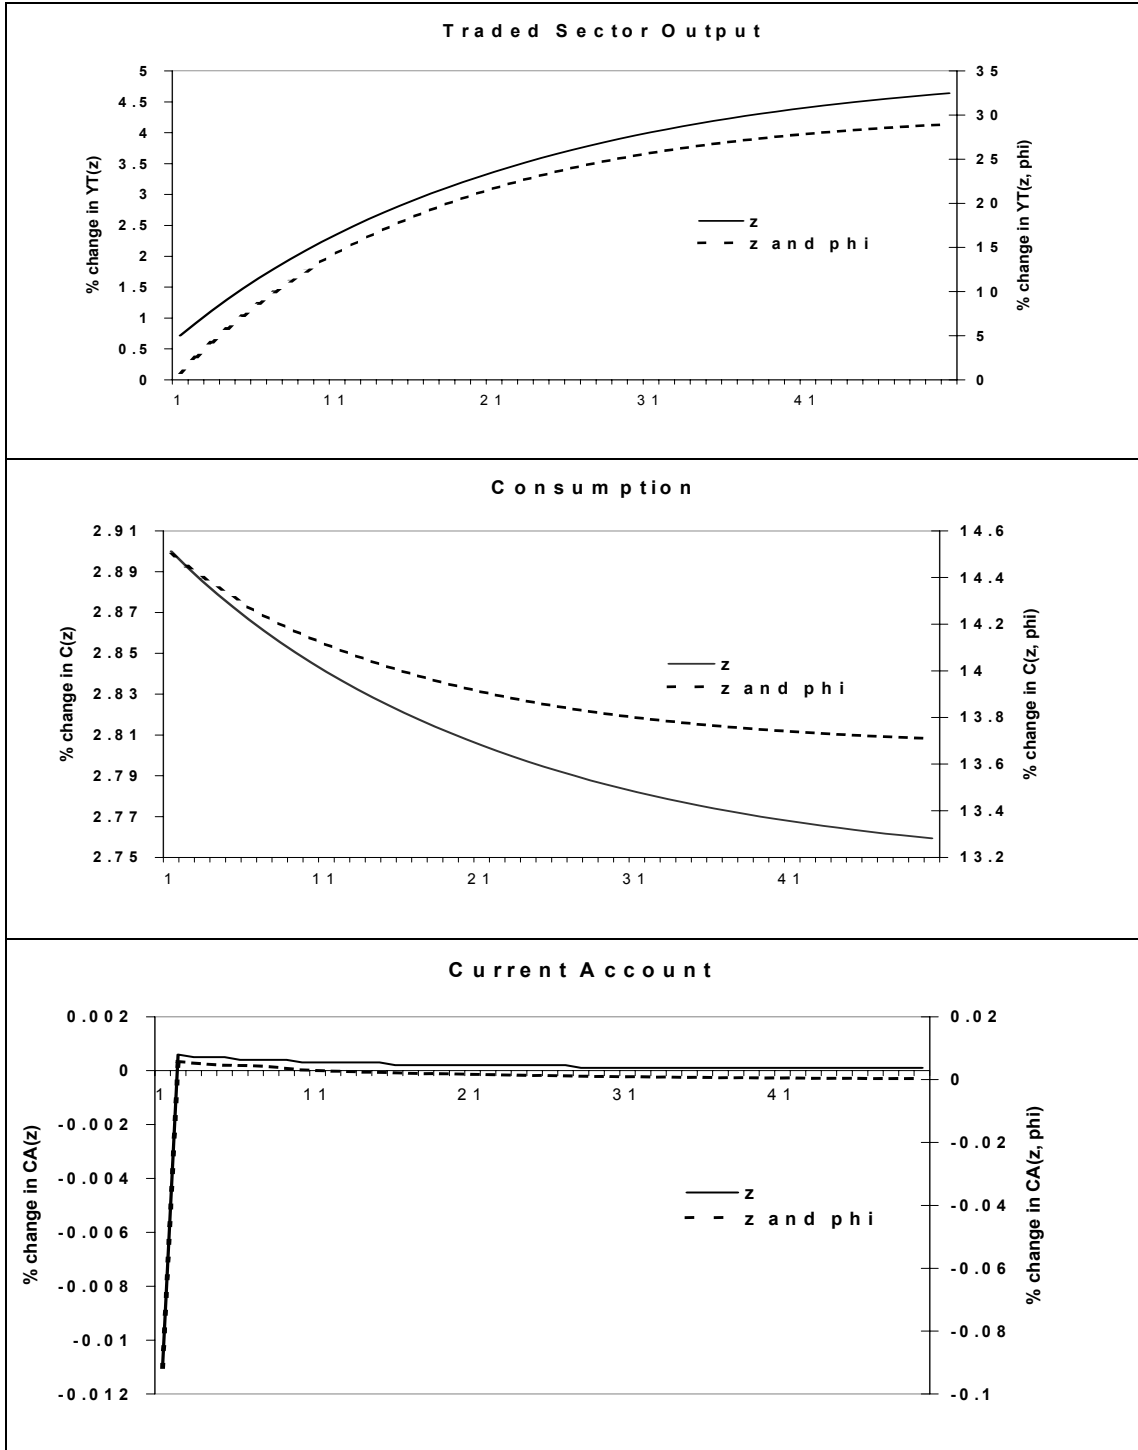 Traded Sector Output
5
4.5
4
3.5
3
2.5
2
1.5
1
0.5
0
% change in YT(z)
35
30
25
20
15
10
5
0
% change in YT(z, phi)
z
z and phi
1 11 21 31 41
Consumption
2.91
2.89
2.87
2.85
2.83
2.81
2.79
2.77
2.75
% change in C(z)
14.6
14.4
14.2
14
13.8
13.6
13.4
13.2
% change in C(z, phi)
z
z and phi
1 11 21 31 41
Current Account
0.002
0
-0.002
-0.004
-0.006
-0.008
-0.01
-0.012
% change in CA(z)
0.02
0
-0.02
-0.04
-0.06
-0.08
-0.1
% change in CA(z, phi)
1 11 21 31 41
z
z and phi